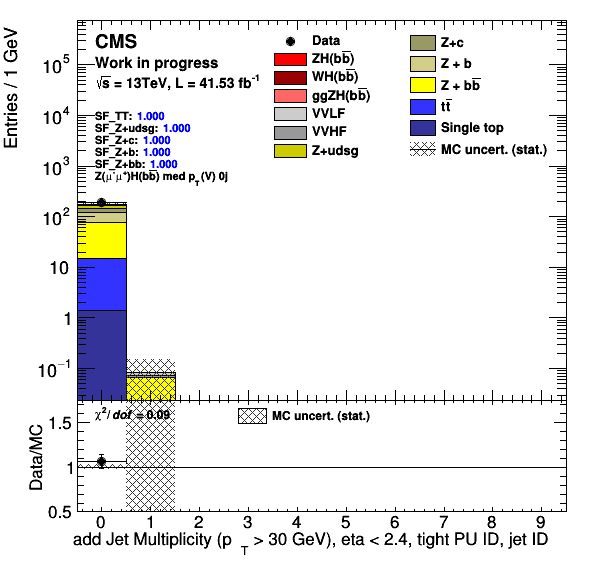 Entries / 1 GeV
10⁵
10⁴
10³
10²
10
1
10⁻¹
CMS
Work in progress
√s = 13TeV, L = 41.53 fb⁻¹
SF_TT: 1.000
SF_Z+udsg: 1.000
SF_Z+c: 1.000
SF_Z+b: 1.000
SF_Z+bb: 1.000
Z(μ⁻μ⁺)H(bb̅) med p_T(V) 0j
Data
ZH(bb̅)
WH(bb̅)
ggZH(bb̅)
VVLF
VVHF
Z+udsg
Z+c
Z + b
Z + bb̅
tt̅
Single top
MC uncert. (stat.)
Data/MC
1.5
1
0.5
χ²/dof = 0.09
MC uncert. (stat.)
0 1 2 3 4 5 6 7 8 9
add Jet Multiplicity (p_T > 30 GeV), eta < 2.4, tight PU ID, jet ID